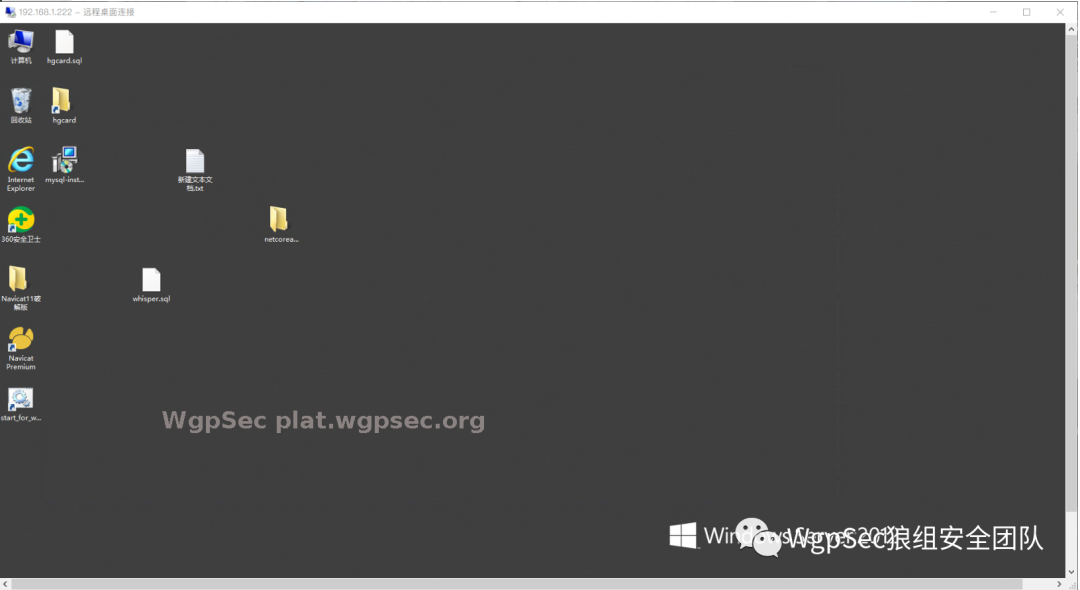 192.168.1.222 - 远程桌面连接
计算机
hgcard.sql
回收站
hgcard
Internet
Explorer
mysql-inst...
新建文本文
档.txt
360安全卫士
netcorea...
Navicat11破
解版
whisper.sql
Navicat
Premium
start_for_w...
WgpSec plat.wgpsec.org
Windows Server 201
WgpSec狼组安全团队